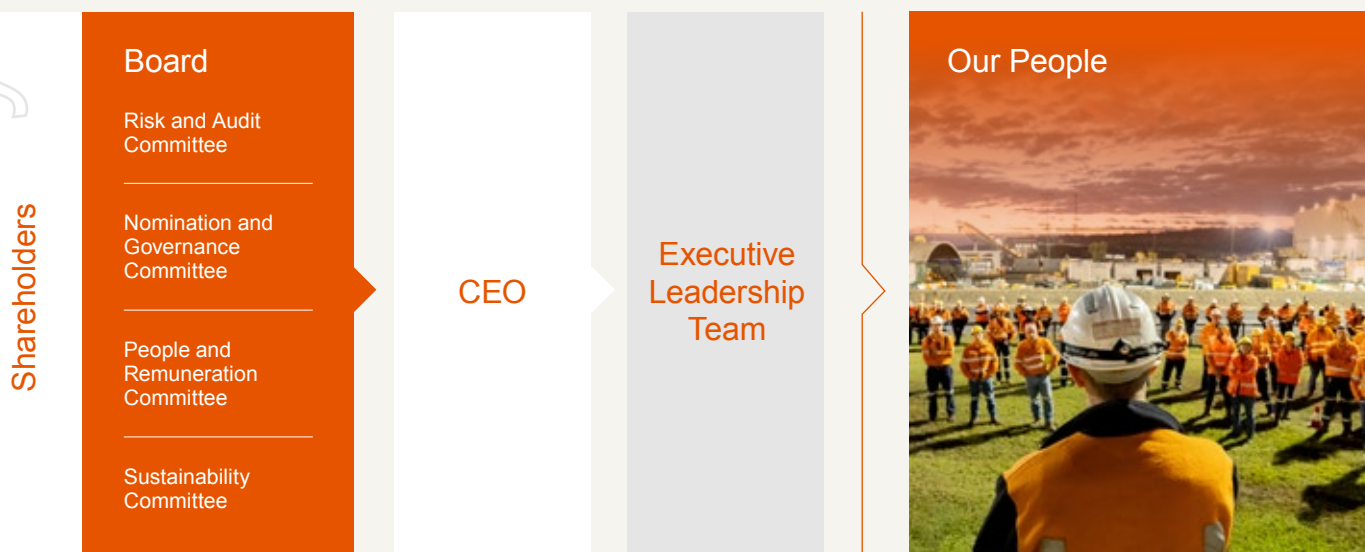 Shareholders
Board
Risk and Audit
Committee
Nomination and
Governance
Committee
People and
Remuneration
Committee
Sustainability
Committee
CEO
Executive
Leadership
Team
Our People